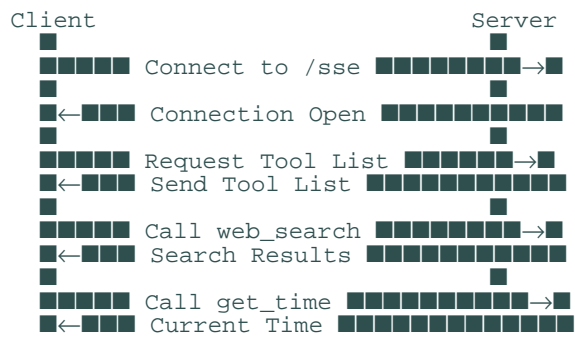 Client Server
■ ■
■■■■■ Connect to /sse ■■■■■■■■→■
■ ■
■←■■■ Connection Open ■■■■■■■■■■
■ ■
■■■■■ Request Tool List ■■■■■■→■
■←■■■ Send Tool List ■■■■■■■■■■■
■ ■
■■■■■ Call web_search ■■■■■■■■→■
■←■■■ Search Results ■■■■■■■■■■■
■ ■
■■■■■ Call get_time ■■■■■■■■■■→■
■←■■■ Current Time ■■■■■■■■■■■■■